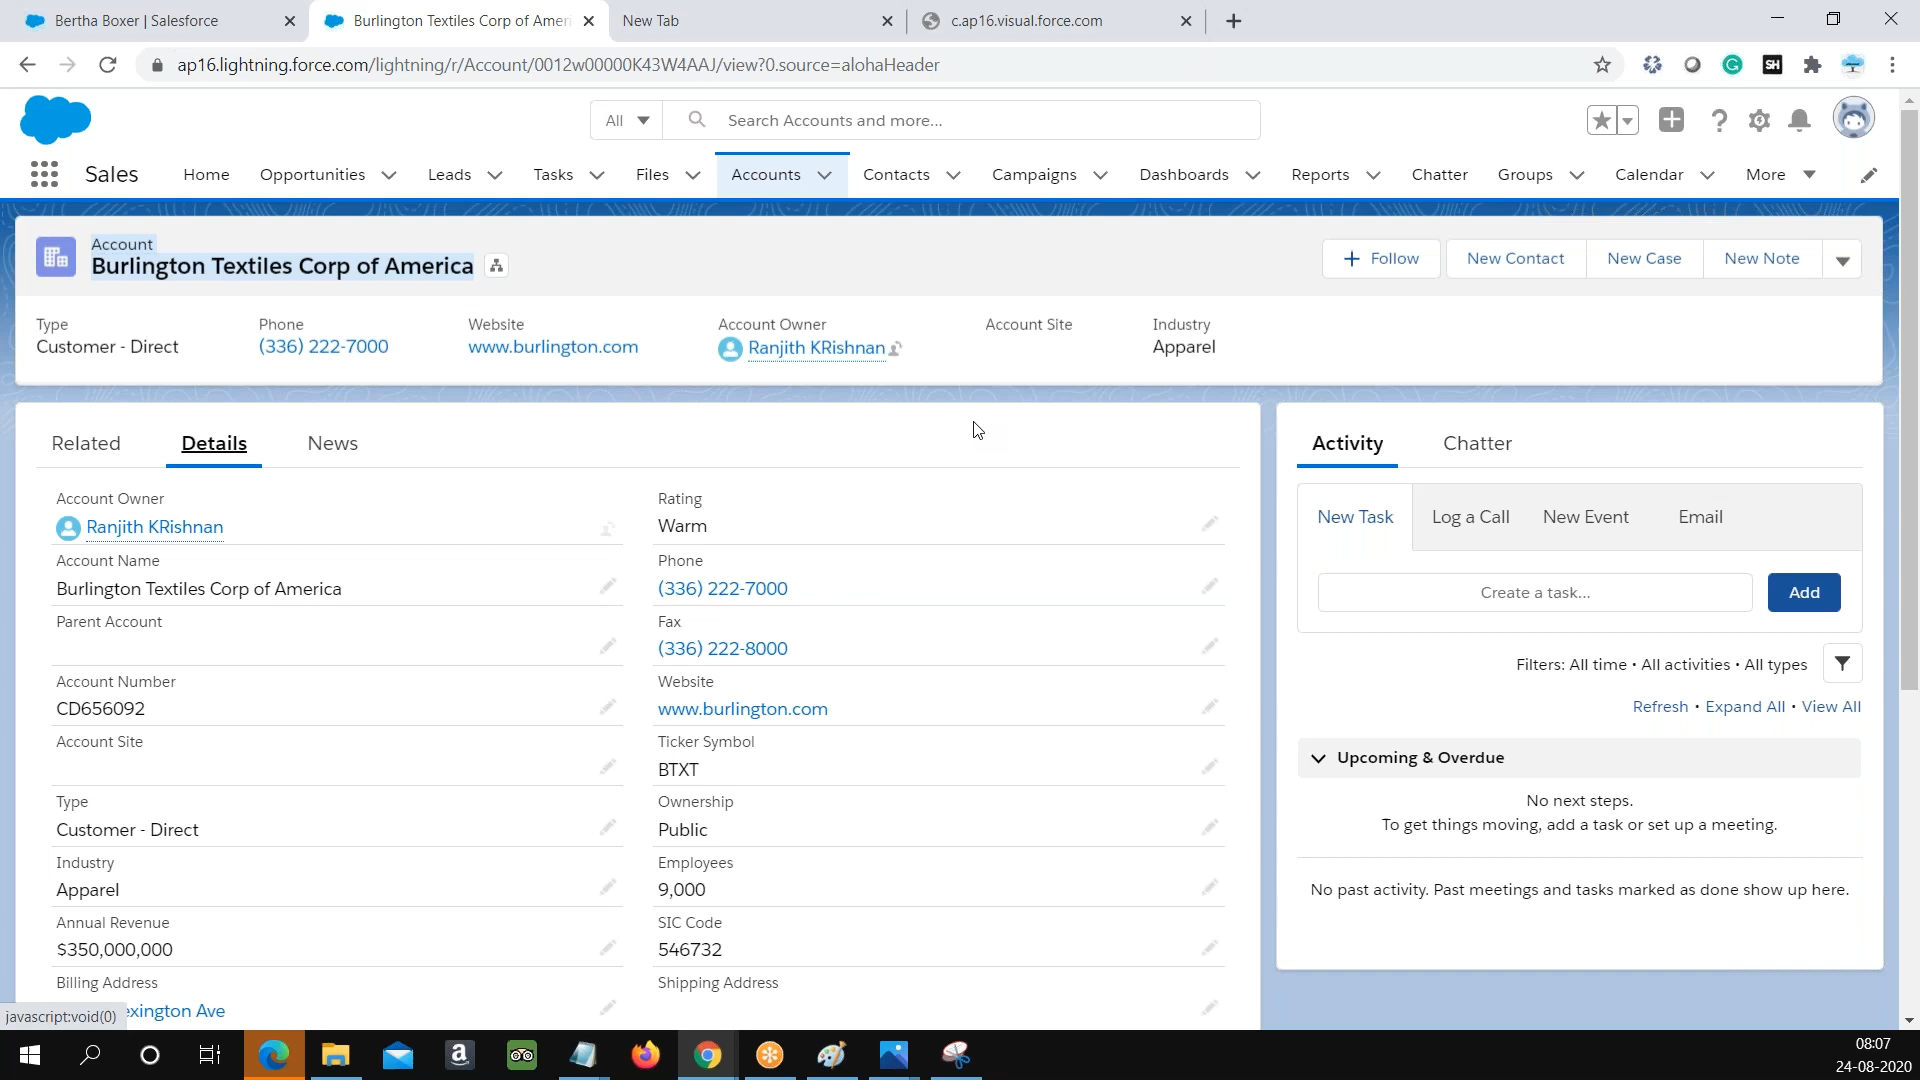 Bertha Boxer | Salesforce
Burlington Textiles Corp of Amer
New Tab
c.ap16.visual.force.com
ap16.lightning.force.com/lightning/r/Account/0012w00000K43W4AAJ/view?0.source=alohaHeader
SH
All
Search Accounts and more...
Sales
Home
Opportunities
Leads
Tasks
Files
Accounts
Contacts
Campaigns
Dashboards
Reports
Chatter
Groups
Calendar
More
Account
Burlington Textiles Corp of America
Follow
New Contact
New Case
New Note
Type
Phone
Website
Account Owner
Account Site
Industry
Customer - Direct
(336) 222-7000
www.burlington.com
Ranjith KRishnan
Apparel
Related
Details
News
Account Owner
Ranjith KRishnan
Rating
Warm
Account Name
Burlington Textiles Corp of America
Phone
(336) 222-7000
Parent Account
Fax
(336) 222-8000
Account Number
CD656092
Website
www.burlington.com
Account Site
Ticker Symbol
BTXT
Type
Customer - Direct
Ownership
Public
Industry
Apparel
Employees
9,000
Annual Revenue
$350,000,000
SIC Code
546732
Billing Address
exington Ave
Shipping Address
Activity
Chatter
New Task
Log a Call
New Event
Email
Create a task...
Add
Filters: All time • All activities • All types
Refresh • Expand All • View All
Upcoming & Overdue
No next steps.
To get things moving, add a task or set up a meeting.
No past activity. Past meetings and tasks marked as done show up here.
javascript:void(0)
08:07
24-08-2020